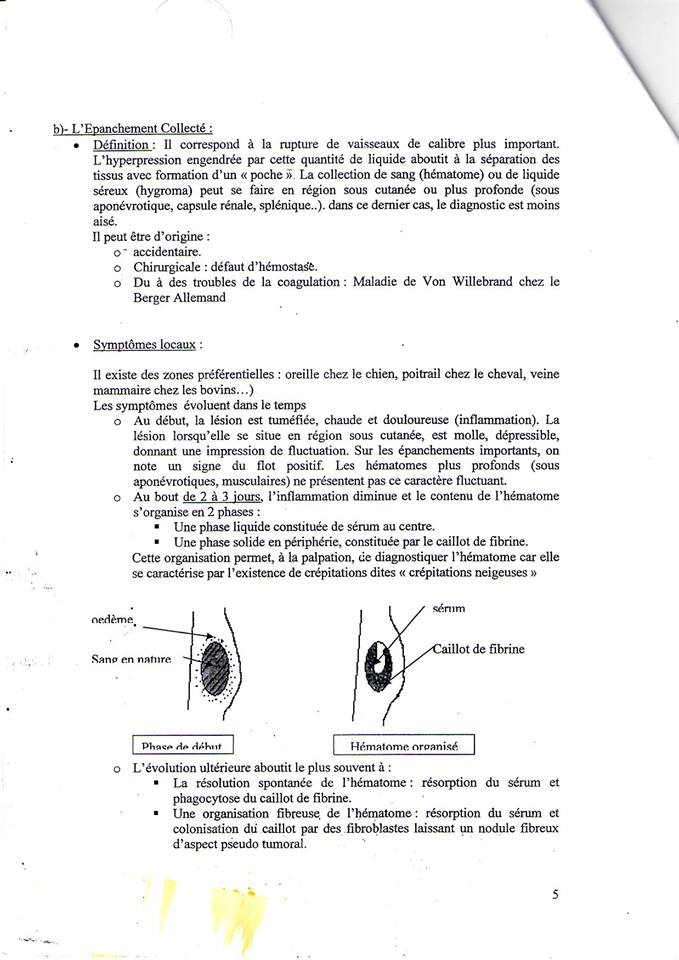 b)- L'Epanchement Collecté :
• Définition : Il correspond à la rupture de vaisseaux de calibre plus important.
L'hyperpression engendrée par cette quantité de liquide aboutit à la séparation des
tissus avec formation d'un « poche ». La collection de sang (hématome) ou de liquide
séreux (hygroma) peut se faire en région sous cutanée ou plus profonde (sous
aponévrotique, capsule rénale, splénique..). dans ce dernier cas, le diagnostic est moins
aisé.
Il peut être d'origine :
o accidentaire.
o Chirurgicale : défaut d'hémostase.
o Du à des troubles de la coagulation : Maladie de Von Willebrand chez le
Berger Allemand
• Symptômes locaux :
Il existe des zones préférentielles : oreille chez le chien, poitrail chez le cheval, veine
mammaire chez les bovins…)
Les symptômes évoluent dans le temps
o Au début, la lésion est tuméfiée, chaude et douloureuse (inflammation). La
lésion lorsqu'elle se situe en région sous cutanée, est molle, dépressible,
donnant une impression de fluctuation. Sur les épanchements importants, on
note un signe du flot positif. Les hématomes plus profonds (sous
aponévrotiques, musculaires) ne présentent pas ce caractère fluctuant.
o Au bout de 2 à 3 jours, l'inflammation diminue et le contenu de l'hématome
s'organise en 2 phases :
▪ Une phase liquide constituée de sérum au centre.
▪ Une phase solide en périphérie, constituée par le caillot de fibrine.
Cette organisation permet, à la palpation, de diagnostiquer l'hématome car elle
se caractérise par l'existence de crépitations dites « crépitations neigeuses »
oedème
Sang en nature
sérum
Caillot de fibrine
Phase de début
Hématome organisé
o L'évolution ultérieure aboutit le plus souvent à :
▪ La résolution spontanée de l'hématome : résorption du sérum et
phagocytose du caillot de fibrine.
▪ Une organisation fibreuse de l'hématome : résorption du sérum et
colonisation du caillot par des fibroblastes laissant un nodule fibreux
d'aspect pseudo tumoral.
5